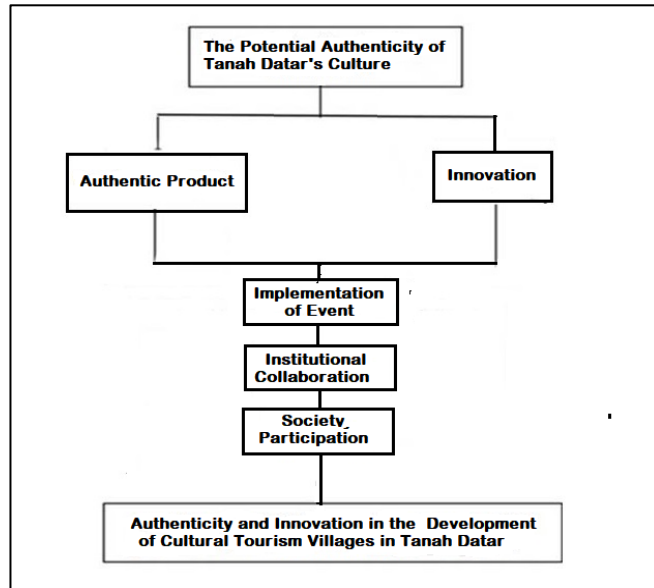 The Potential Authenticity of
Tanah Datar's Culture
Authentic Product
Innovation
Implementation
of Event
Institutional
Collaboration
Society
Participation
Authenticity and Innovation in the Development
of Cultural Tourism Villages in Tanah Datar